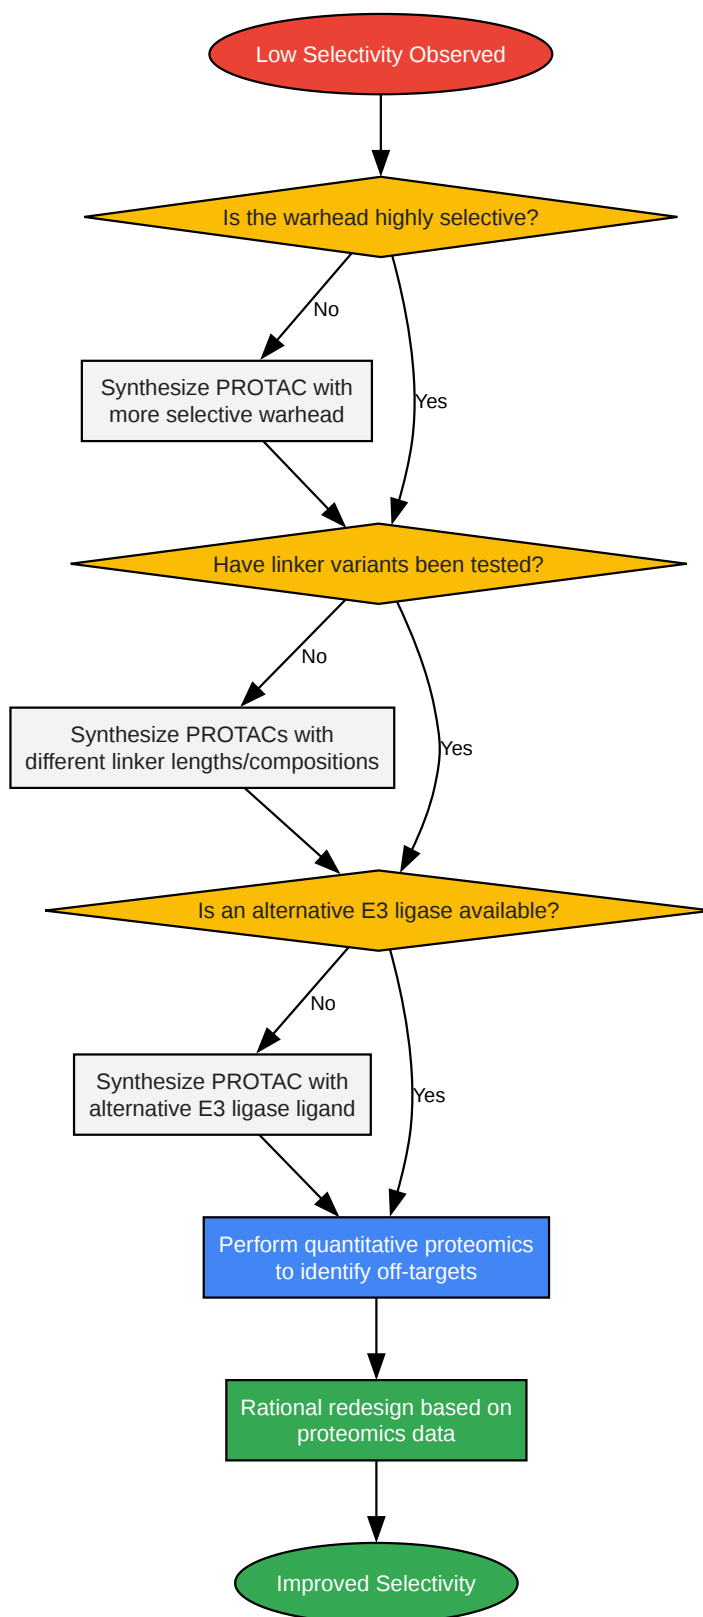 Low Selectivity Observed
Is the warhead highly selective?
No
Synthesize PROTAC with
more selective warhead
Yes
Have linker variants been tested?
No
Synthesize PROTACs with
different linker lengths/compositions
Yes
Is an alternative E3 ligase available?
No
Synthesize PROTAC with
alternative E3 ligase ligand
Yes
Perform quantitative proteomics
to identify off-targets
Rational redesign based on
proteomics data
Improved Selectivity